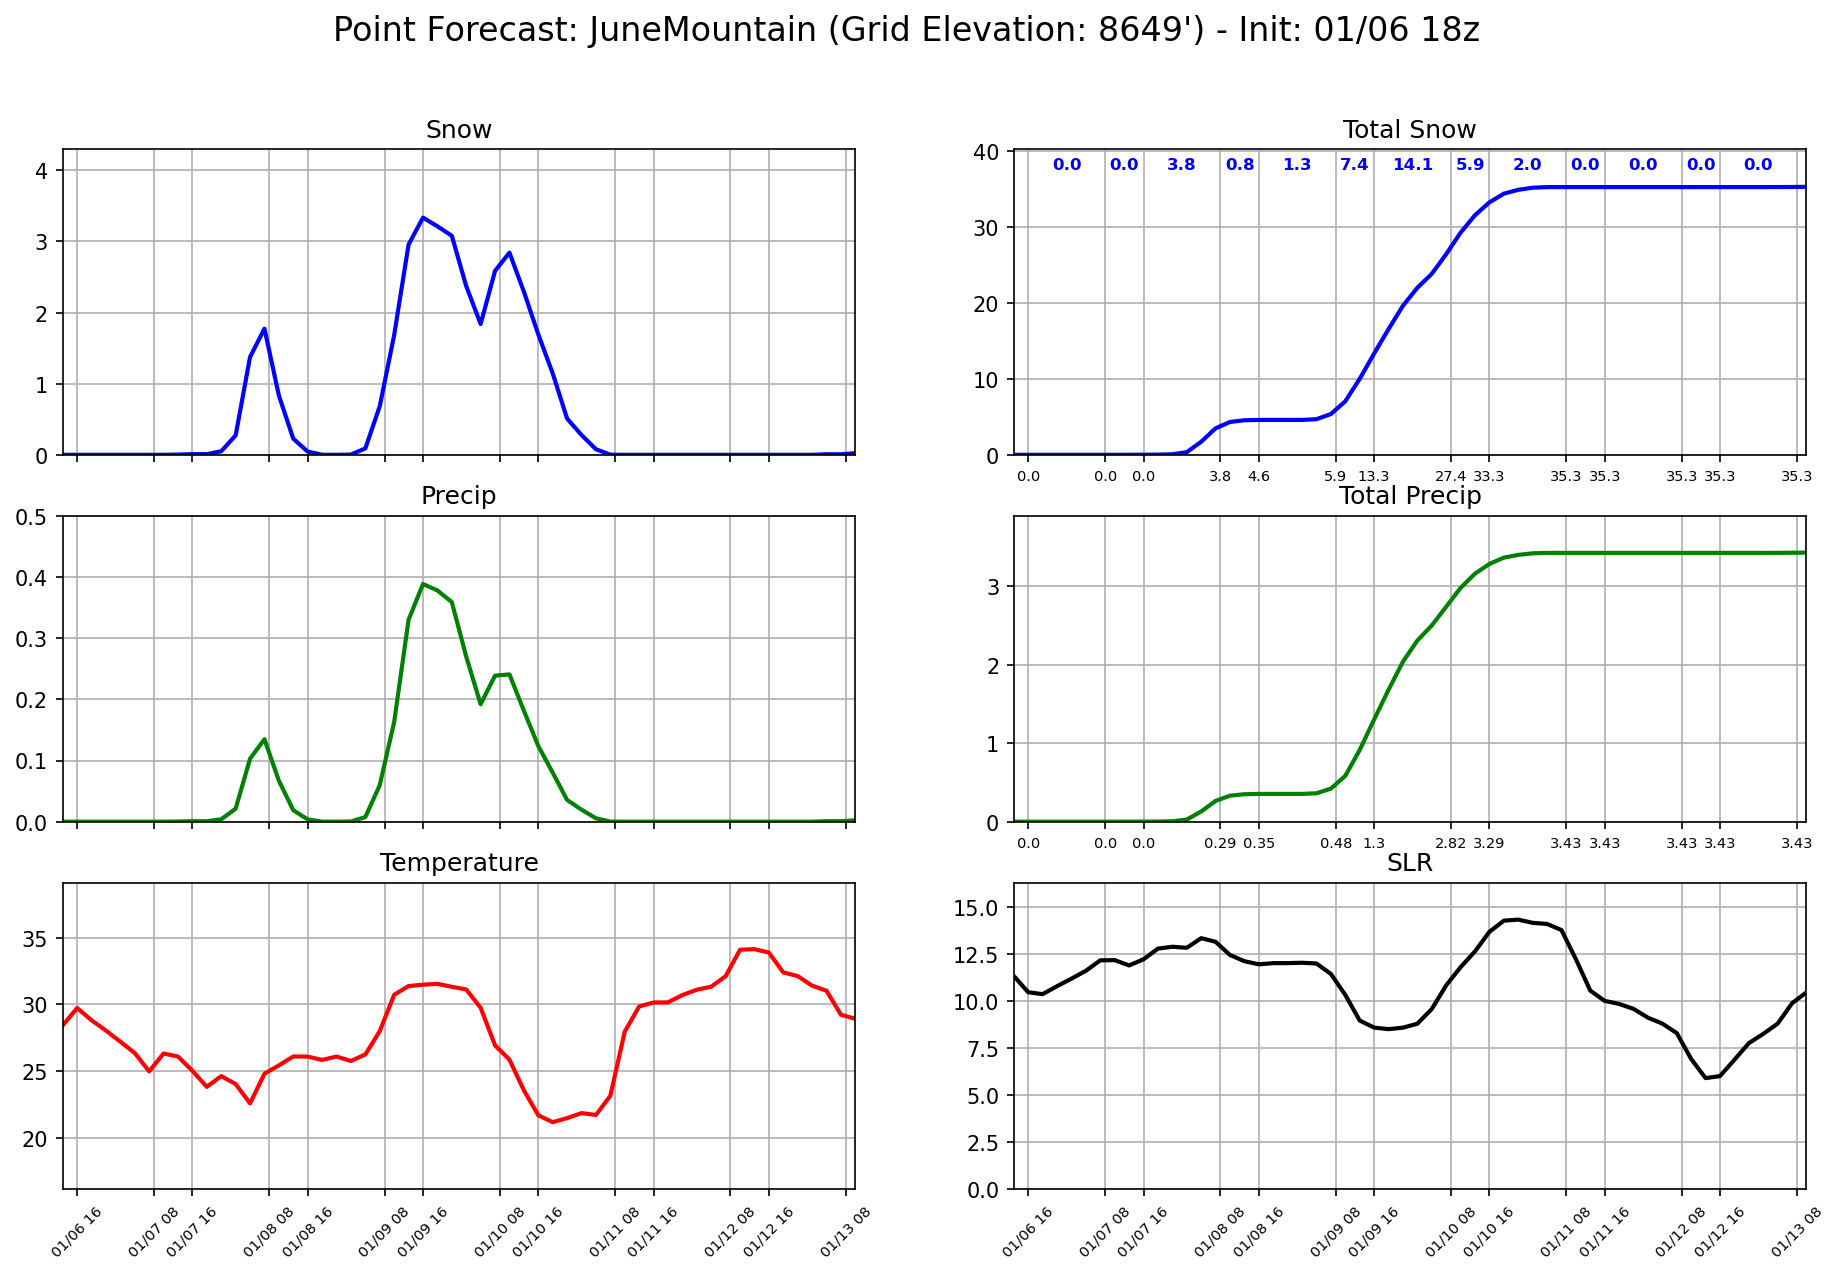 Point Forecast: JuneMountain (Grid Elevation: 8649') - Init: 01/06 18z
Snow
4
3
2
1
0
Total Snow
40
30
20
10
0
0.0 0.0 3.8 0.8 1.3 7.4 14.1 5.9 2.0 0.0 0.0 0.0 0.0
0.0 0.0 0.0 3.8 4.6 5.9 13.3 27.4 33.3 35.3 35.3 35.3 35.3 35.3
Precip
0.5
0.4
0.3
0.2
0.1
0.0
Total Precip
3
2
1
0
0.0 0.0 0.0 0.29 0.35 0.48 1.3 2.82 3.29 3.43 3.43 3.43 3.43 3.43
Temperature
35
30
25
20
01/06 16 01/07 08 01/07 16 01/08 08 01/08 16 01/09 08 01/09 16 01/10 08 01/10 16 01/11 08 01/11 16 01/12 08 01/12 16 01/13 08
SLR
15.0
12.5
10.0
7.5
5.0
2.5
0.0
01/06 16 01/07 08 01/07 16 01/08 08 01/08 16 01/09 08 01/09 16 01/10 08 01/10 16 01/11 08 01/11 16 01/12 08 01/12 16 01/13 08